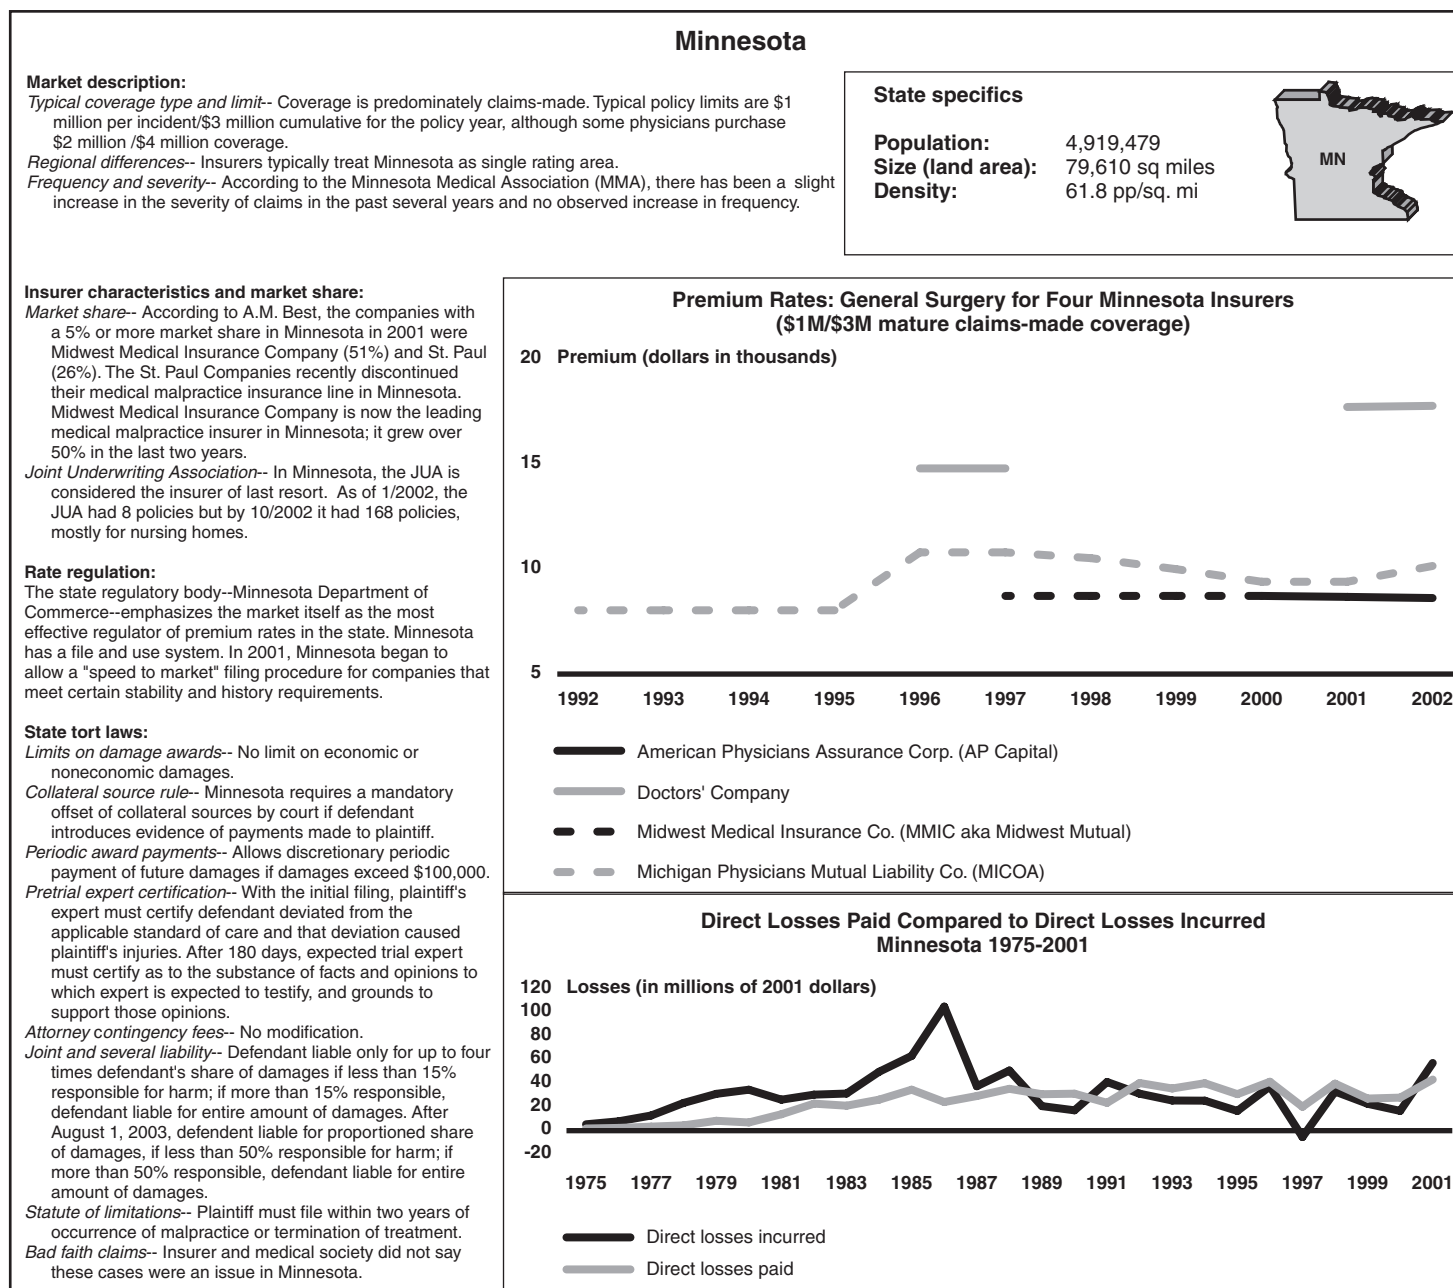 Minnesota
Market description:
Typical coverage type and limit-- Coverage is predominately claims-made. Typical policy limits are $1
million per incident/$3 million cumulative for the policy year, although some physicians purchase
$2 million /$4 million coverage.
Regional differences-- Insurers typically treat Minnesota as single rating area.
Frequency and severity-- According to the Minnesota Medical Association (MMA), there has been a slight
increase in the severity of claims in the past several years and no observed increase in frequency.
State specifics
Population: 4,919,479
Size (land area): 79,610 sq miles
Density: 61.8 pp/sq. mi
MN
Insurer characteristics and market share:
Market share-- According to A.M. Best, the companies with
a 5% or more market share in Minnesota in 2001 were
Midwest Medical Insurance Company (51%) and St. Paul
(26%). The St. Paul Companies recently discontinued
their medical malpractice insurance line in Minnesota.
Midwest Medical Insurance Company is now the leading
medical malpractice insurer in Minnesota; it grew over
50% in the last two years.
Joint Underwriting Association-- In Minnesota, the JUA is
considered the insurer of last resort. As of 1/2002, the
JUA had 8 policies but by 10/2002 it had 168 policies,
mostly for nursing homes.
Rate regulation:
The state regulatory body--Minnesota Department of
Commerce--emphasizes the market itself as the most
effective regulator of premium rates in the state. Minnesota
has a file and use system. In 2001, Minnesota began to
allow a "speed to market" filing procedure for companies that
meet certain stability and history requirements.
State tort laws:
Limits on damage awards-- No limit on economic or
noneconomic damages.
Collateral source rule-- Minnesota requires a mandatory
offset of collateral sources by court if defendant
introduces evidence of payments made to plaintiff.
Periodic award payments-- Allows discretionary periodic
payment of future damages if damages exceed $100,000.
Pretrial expert certification-- With the initial filing, plaintiff's
expert must certify defendant deviated from the
applicable standard of care and that deviation caused
plaintiff's injuries. After 180 days, expected trial expert
must certify as to the substance of facts and opinions to
which expert is expected to testify, and grounds to
support those opinions.
Attorney contingency fees-- No modification.
Joint and several liability-- Defendant liable only for up to four
times defendant's share of damages if less than 15%
responsible for harm; if more than 15% responsible,
defendant liable for entire amount of damages. After
August 1, 2003, defendent liable for proportioned share
of damages, if less than 50% responsible for harm; if
more than 50% responsible, defendant liable for entire
amount of damages.
Statute of limitations-- Plaintiff must file within two years of
occurrence of malpractice or termination of treatment.
Bad faith claims-- Insurer and medical society did not say
these cases were an issue in Minnesota.
Premium Rates: General Surgery for Four Minnesota Insurers
($1M/$3M mature claims-made coverage)
20 Premium (dollars in thousands)
15
10
5
1992 1993 1994 1995 1996 1997 1998 1999 2000 2001 2002
American Physicians Assurance Corp. (AP Capital)
Doctors' Company
Midwest Medical Insurance Co. (MMIC aka Midwest Mutual)
Michigan Physicians Mutual Liability Co. (MICOA)
Direct Losses Paid Compared to Direct Losses Incurred
Minnesota 1975-2001
120 Losses (in millions of 2001 dollars)
100
80
60
40
20
0
-20
1975 1977 1979 1981 1983 1985 1987 1989 1991 1993 1995 1997 1999 2001
Direct losses incurred
Direct losses paid